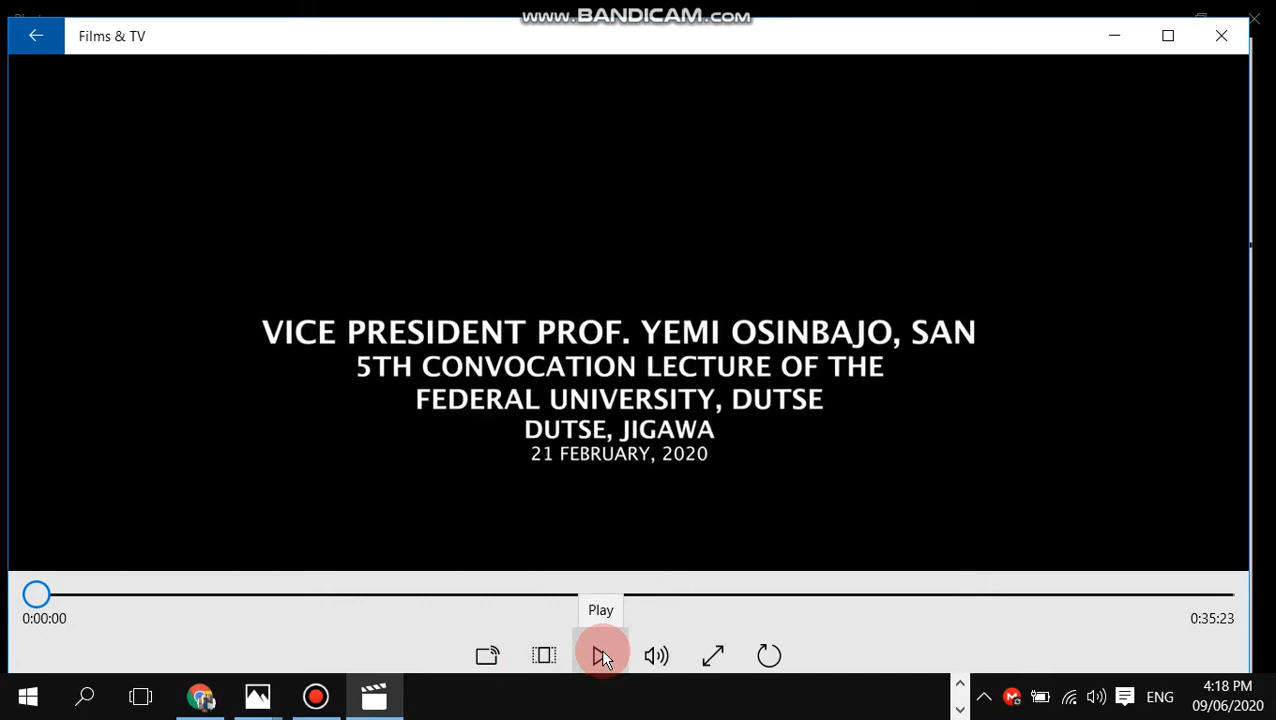 www.BANDICAM.com
Films & TV
VICE PRESIDENT PROF. YEMI OSINBAJO, SAN
5TH CONVOCATION LECTURE OF THE
FEDERAL UNIVERSITY, DUTSE
DUTSE, JIGAWA
21 FEBRUARY, 2020
Play
0:00:00
0:35:23
ENG
4:18 PM
09/06/2020